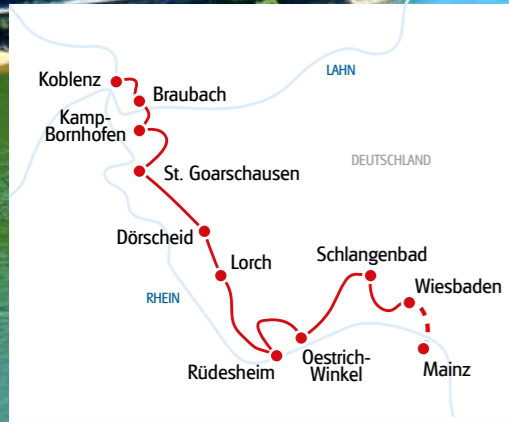 Koblenz
LAHN
Braubach
Kamp-
Bornhofen
DEUTSCHLAND
St. Goarschausen
Dörscheid
Lorch
Schlangenbad
Wiesbaden
RHEIN
Rüdesheim
Oestrich-
Winkel
Mainz